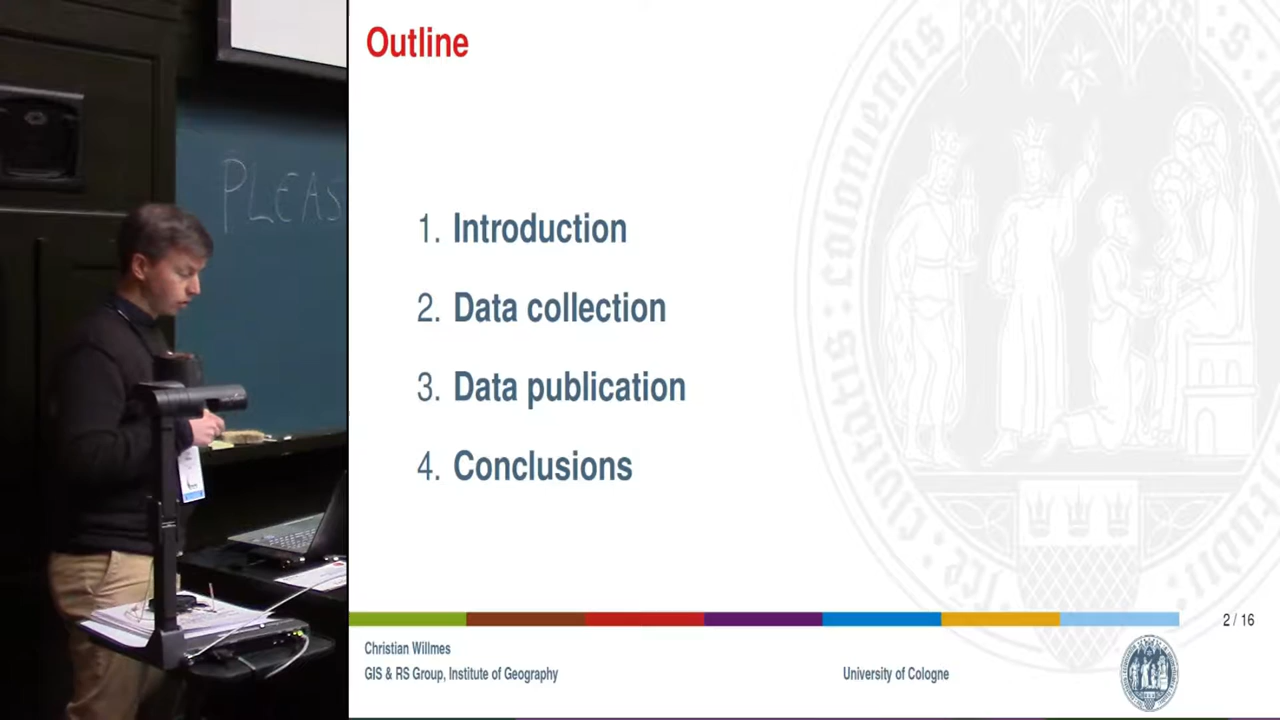 Outline
PLEAS
1. Introduction
2. Data collection
3. Data publication
4. Conclusions
2 / 16
Christian Willmes
GIS & RS Group, Institute of Geography
University of Cologne